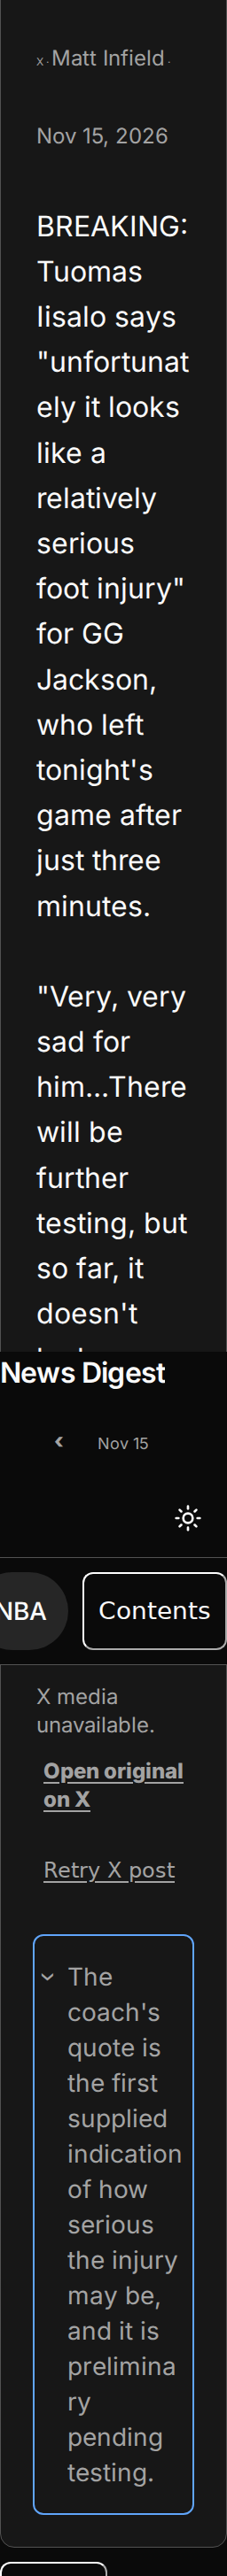 X · Matt Infield ·
Nov 15, 2026
BREAKING:
Tuomas
Iisalo says
"unfortunat
ely it looks
like a
relatively
serious
foot injury"
for GG
Jackson,
who left
tonight's
game after
just three
minutes.
"Very, very
sad for
him...There
will be
further
testing, but
so far, it
doesn't
News Digest
‹ Nov 15
NBA
Contents
X media
unavailable.
Open original
on X
Retry X post
The
coach's
quote is
the first
supplied
indication
of how
serious
the injury
may be,
and it is
prelimina
ry
pending
testing.